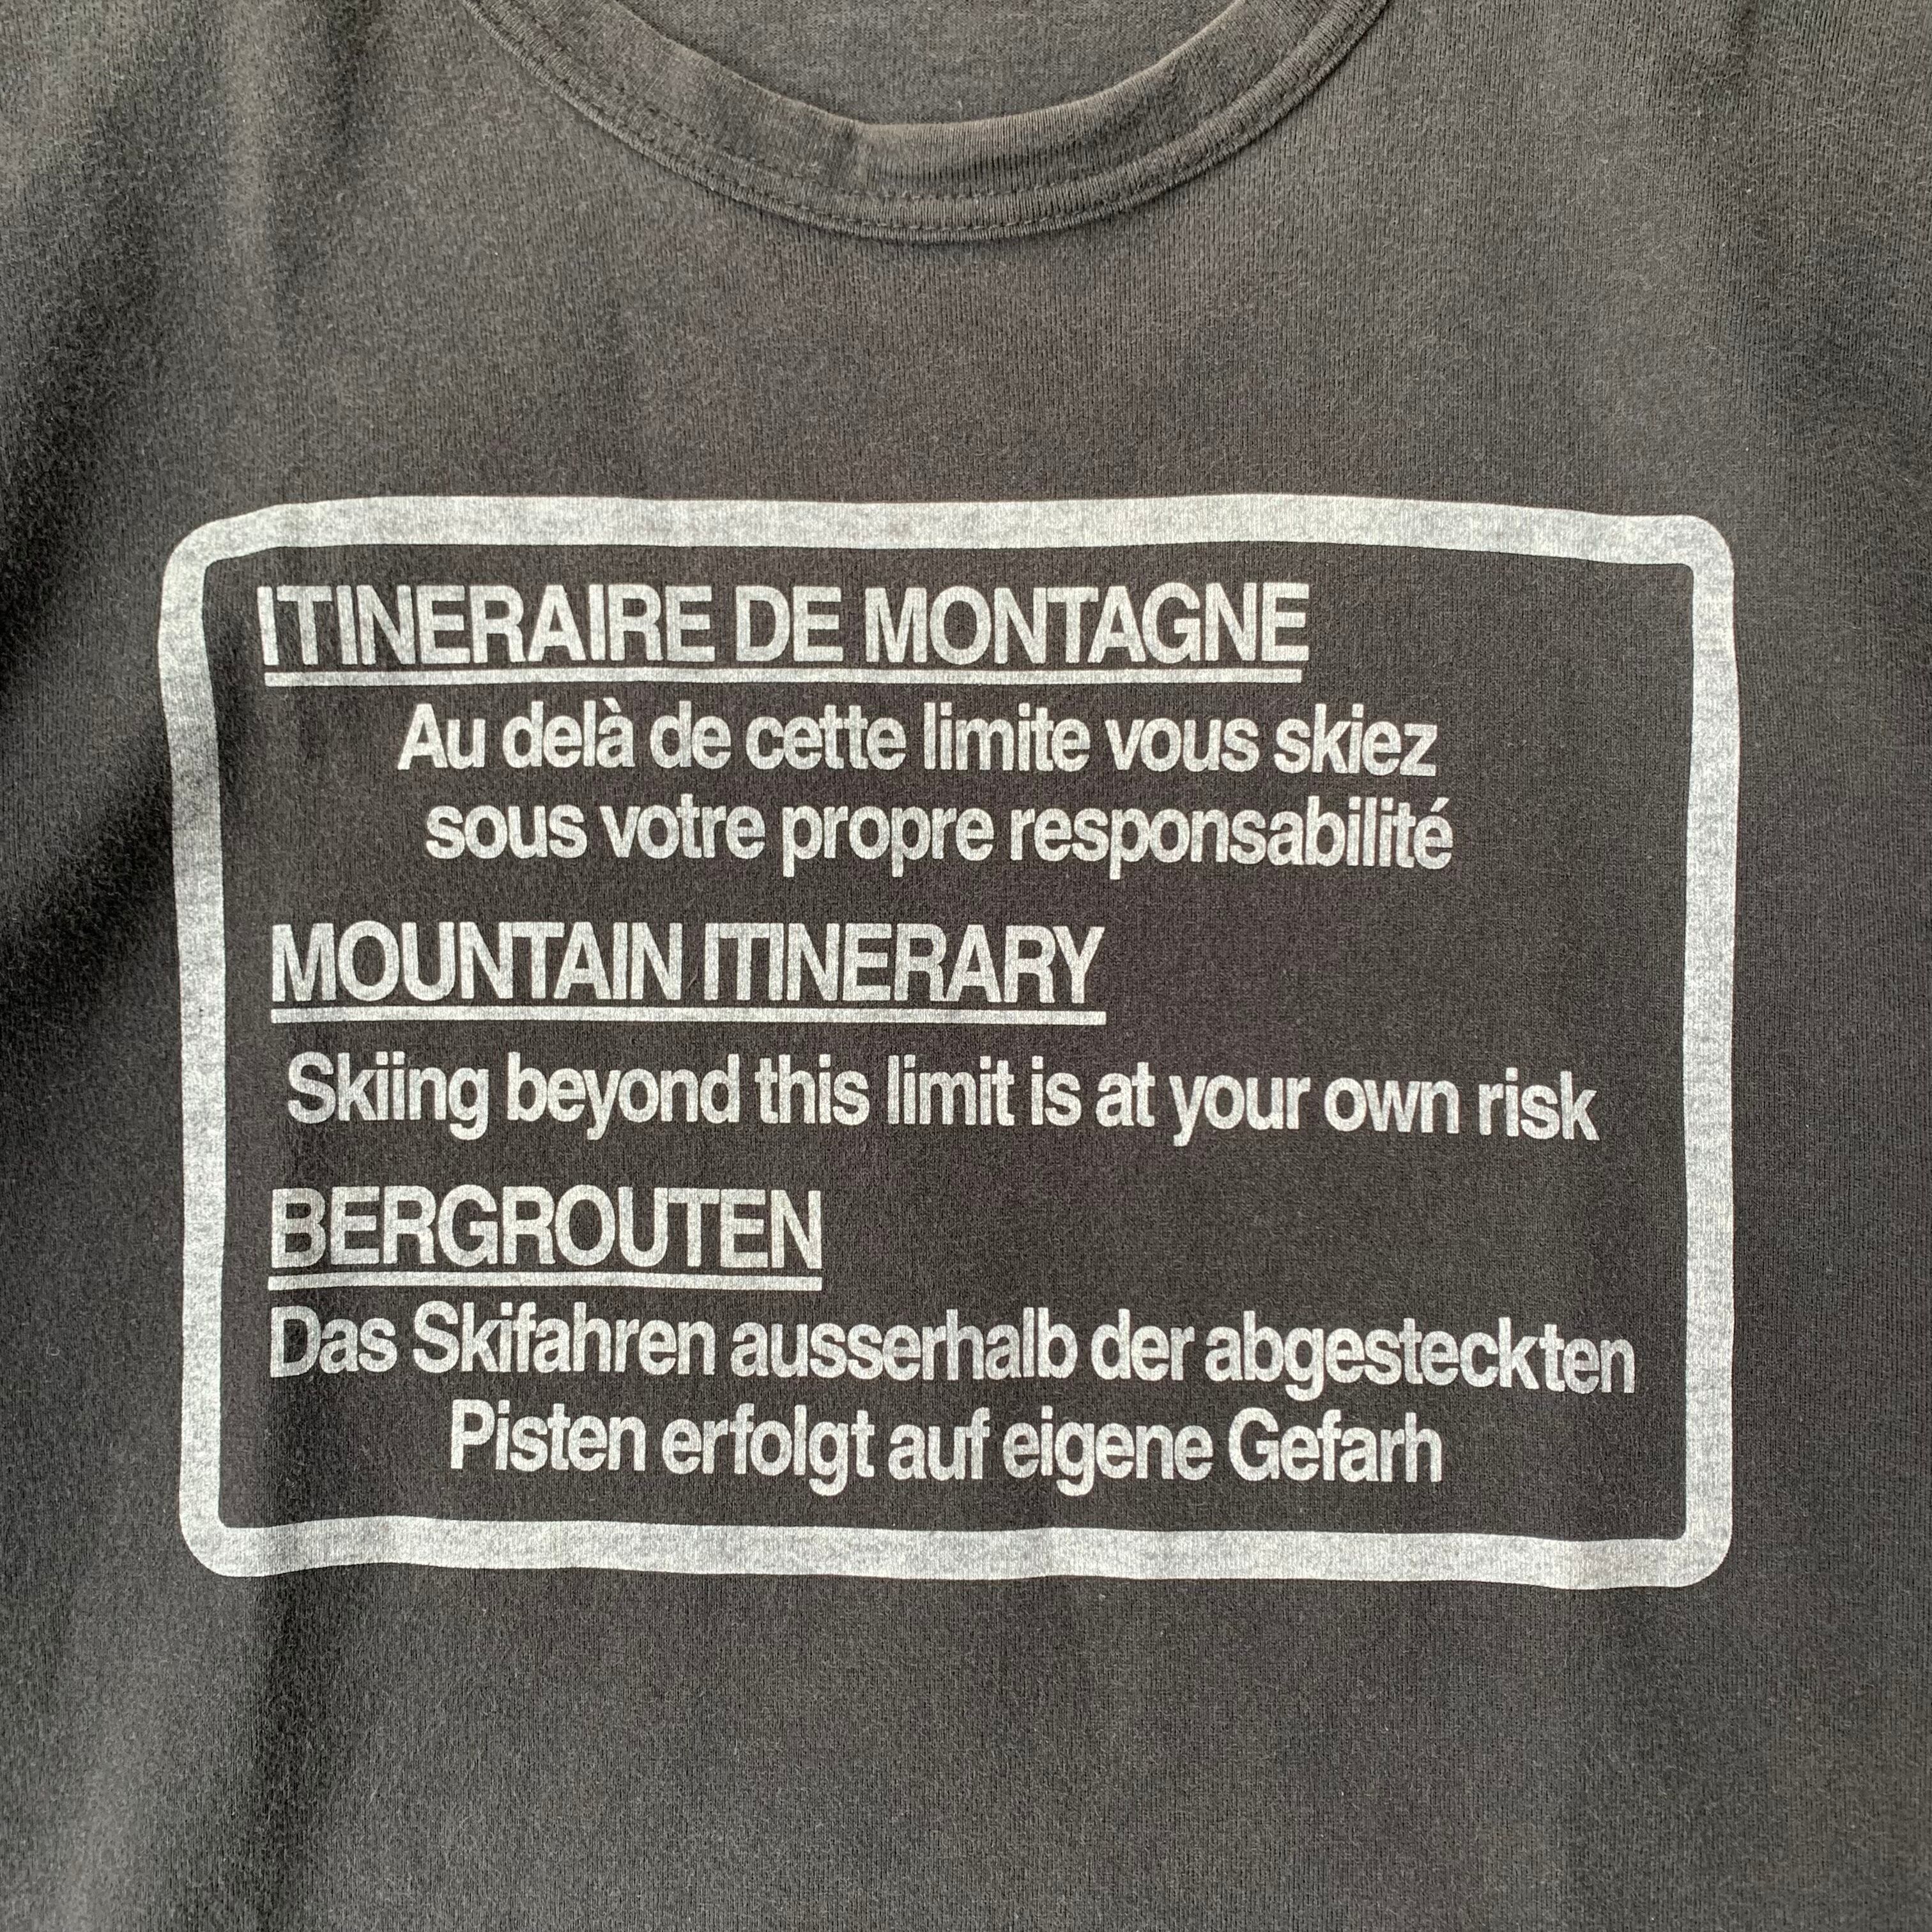 ITINERAIRE DE MONTAGNE
Au delà de cette limite vous skiez
sous votre propre responsabilité
MOUNTAIN ITINERARY
Skiing beyond this limit is at your own risk
BERGROUTEN
Das Skifahren ausserhalb der abgesteckten
Pisten erfolgt auf eigene Gefarh